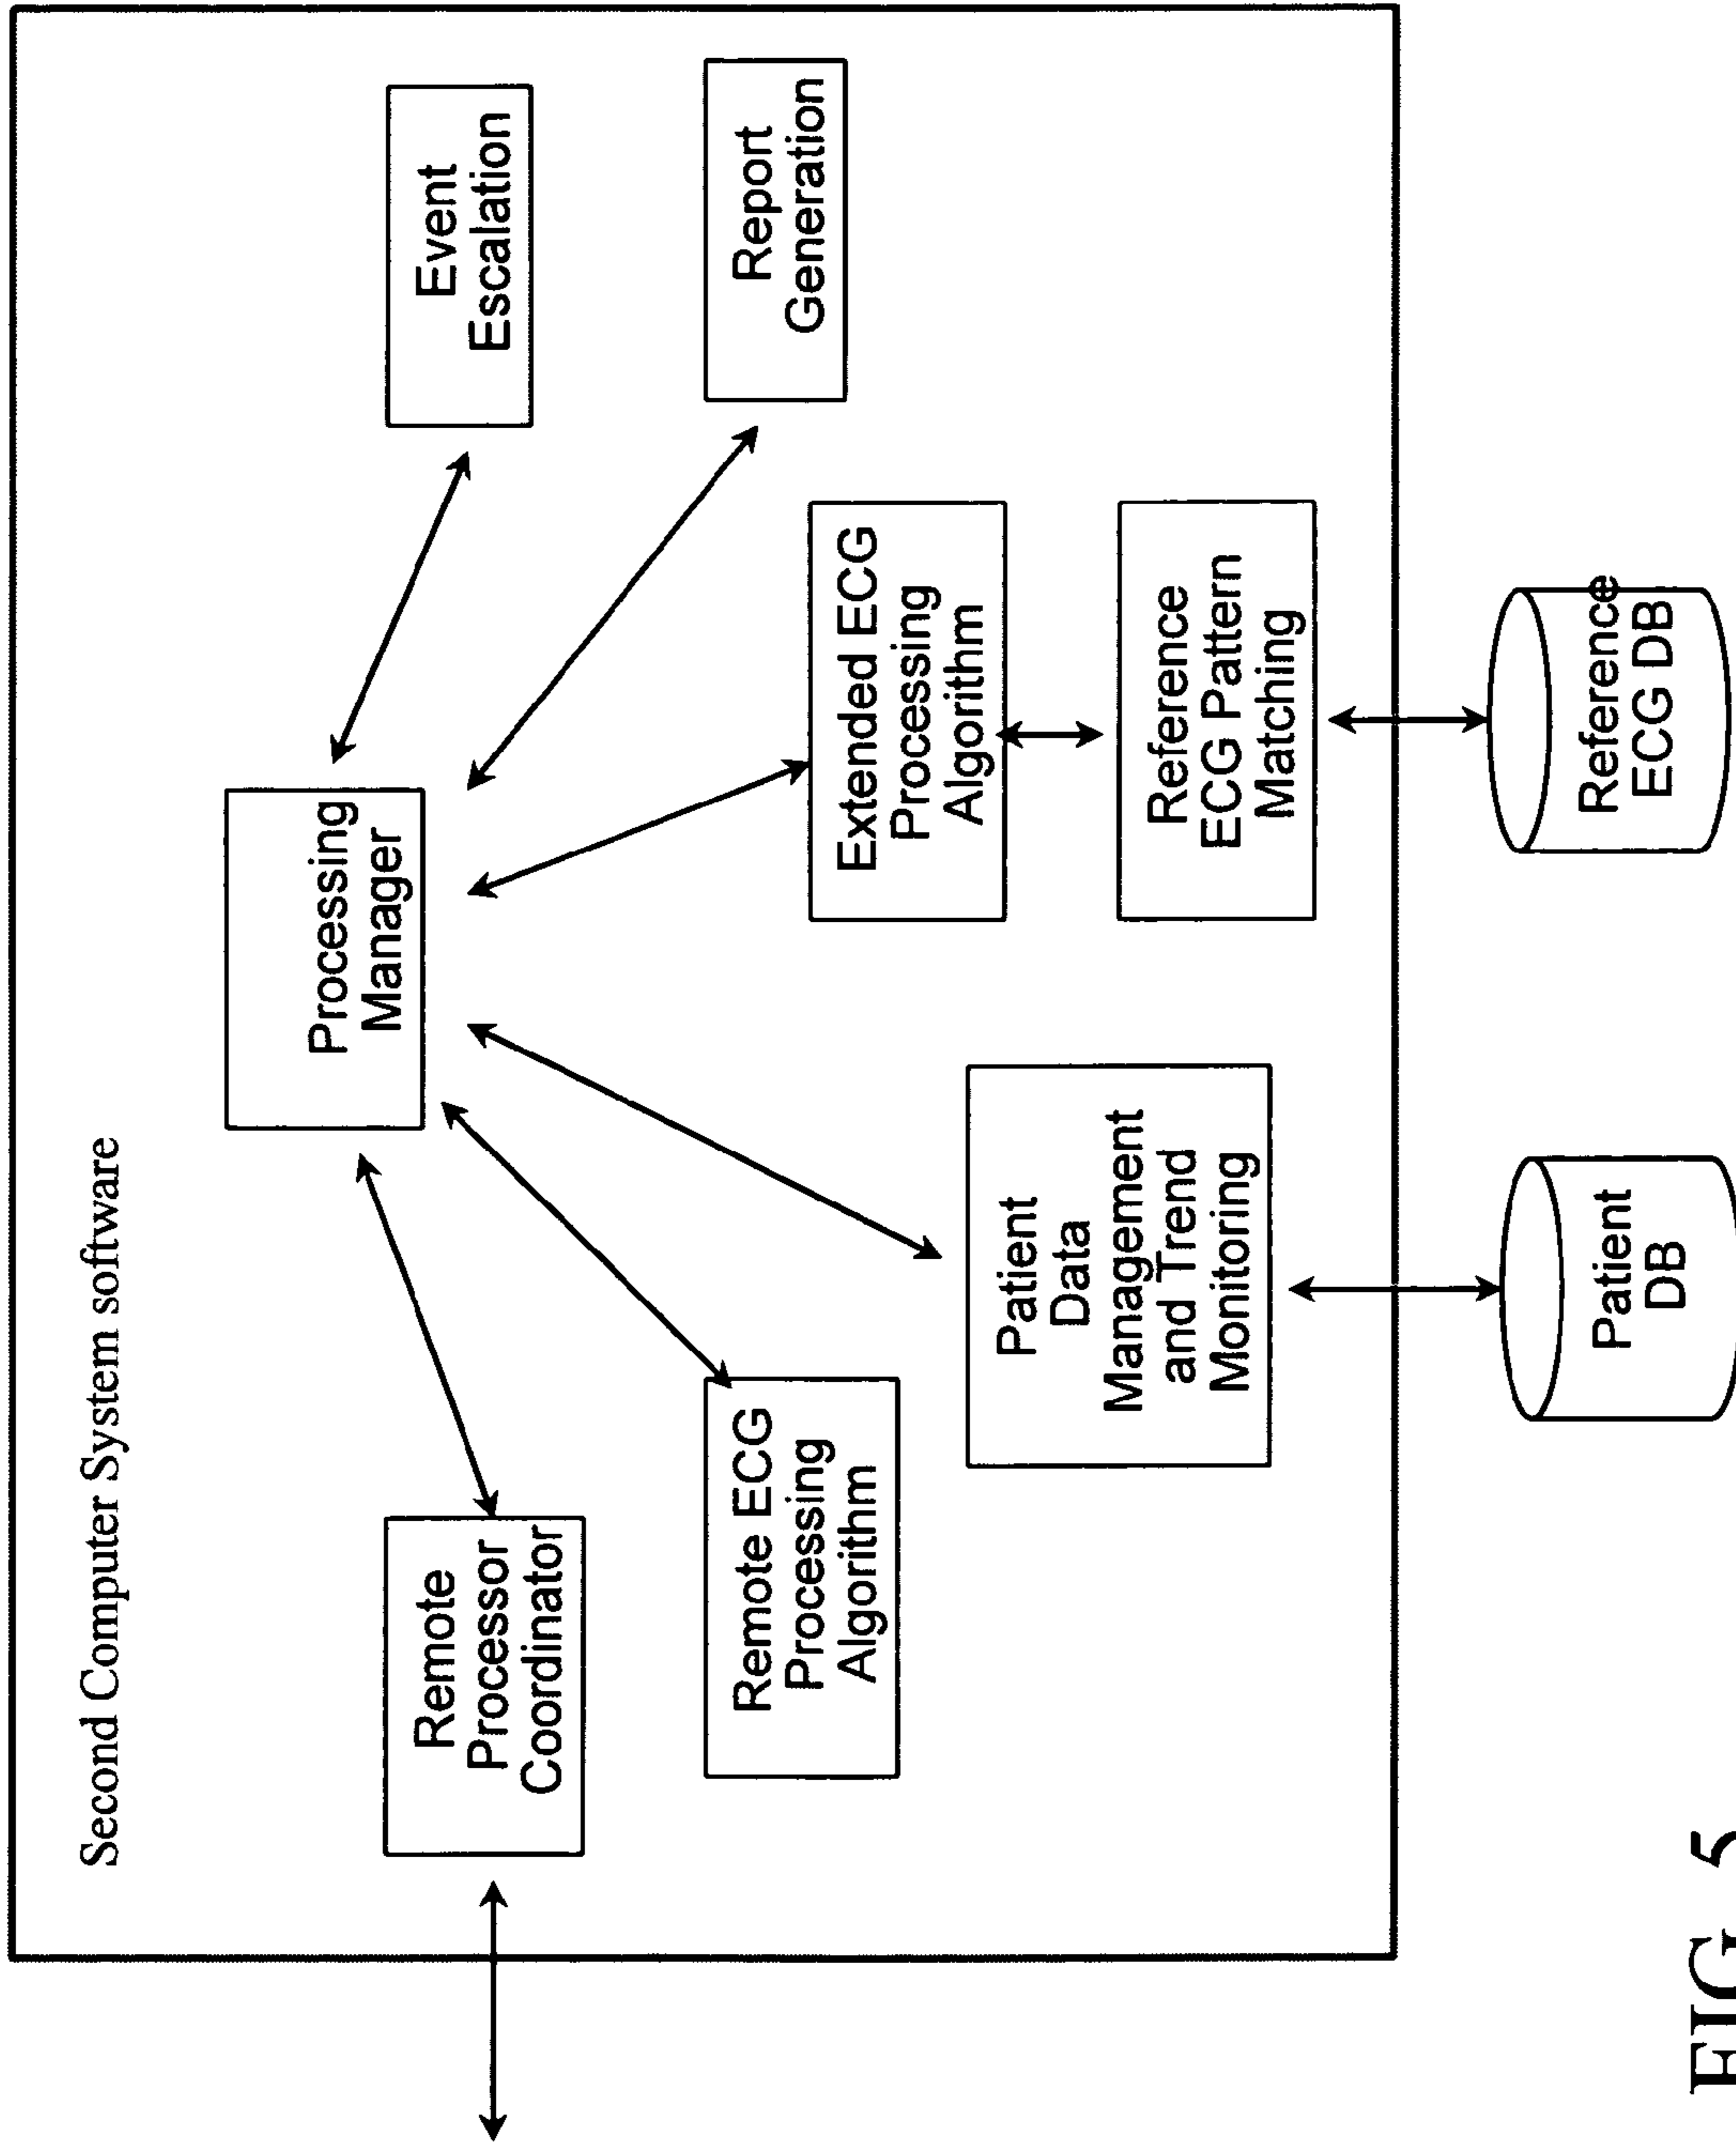 Second Computer System software
Processing
Manager
Remote
Processor
Coordinator
Event
Escalation
Remote ECG
Processing
Algorithm
Report
Generation
Patient
Data
Management
and Trend
Monitoring
Extended ECG
Processing
Algorithm
Reference
ECG Pattern
Matching
Patient
DB
Reference
ECG DB
FIG. 5